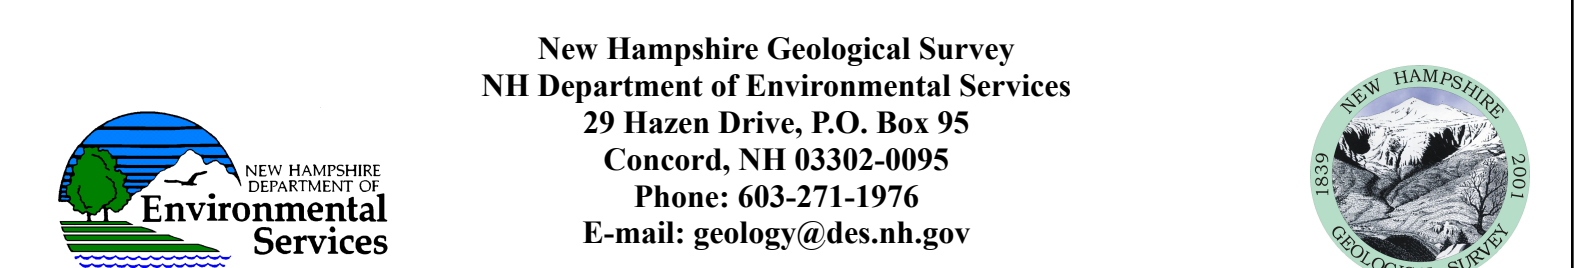 New Hampshire Geological Survey
NH Department of Environmental Services
29 Hazen Drive, P.O. Box 95
Concord, NH 03302-0095
Phone: 603-271-1976
E-mail: geology@des.nh.gov
NEW HAMPSHIRE
DEPARTMENT OF
Environmental
Services
NEW HAMPSHIRE
1839
2001
GEOLOGICAL SURVEY